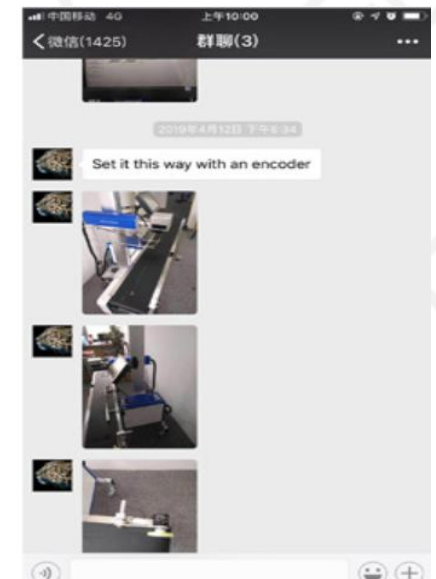 中国移动 4G 上午10:00
微信(1425) 群聊(3)
2019年4月12日 下午6:34
Set it this way with an encoder